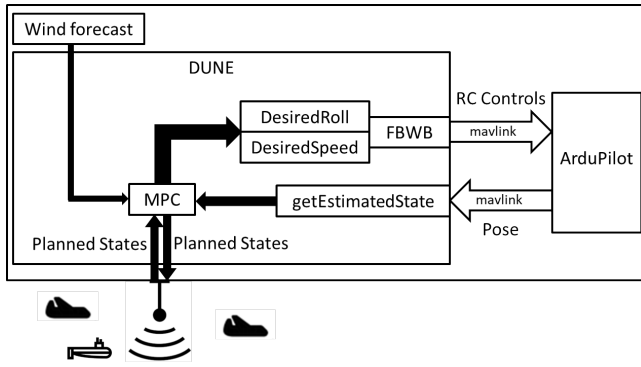 Wind forecast
DUNE
DesiredRoll
DesiredSpeed
FBWB
RC Controls
mavlink
ArduPilot
MPC
getEstimatedState
mavlink
Pose
Planned States
Planned States